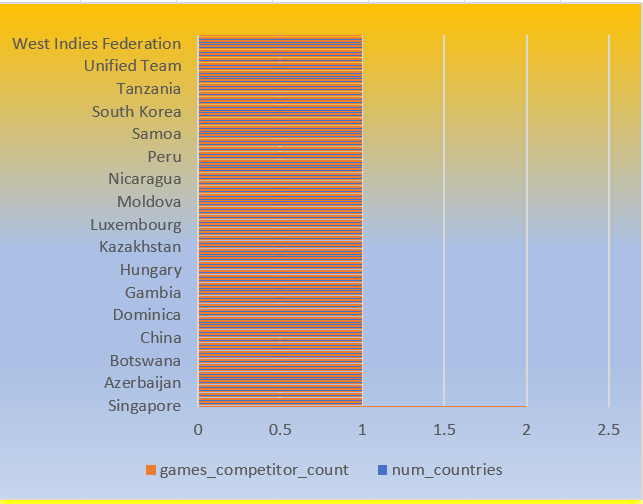 West Indies Federation
Unified Team
Tanzania
South Korea
Samoa
Peru
Nicaragua
Moldova
Luxembourg
Kazakhstan
Hungary
Gambia
Dominica
China
Botswana
Azerbaijan
Singapore
0 0.5 1 1.5 2 2.5
games_competitor_count num_countries